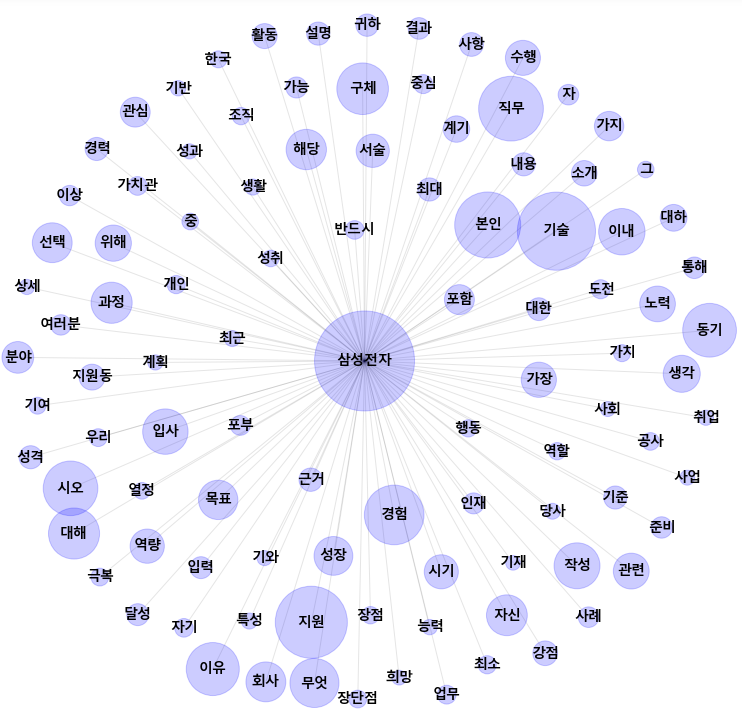 귀하
결과
활동
설명
사항
한국
수행
기반
가능
구체
중심
자
관심
조직
직무
가지
계기
경력
성과
해당
서술
내용
소개
그
가치관
생활
최대
이상
중
반드시
본인
기술
이내
대하
선택
위해
성취
통해
상세
개인
도전
과정
포함
대한
노력
여러분
최근
동기
분야
계획
삼성전자
가치
지원동
가장
생각
기여
포부
사회
취업
우리
입사
행동
공사
성격
역할
시오
열정
근거
사업
목표
인재
기준
대해
경험
당사
준비
역량
기와
성장
기재
작성
극복
입력
시기
관련
달성
자기
특성
지원
장점
능력
자신
사례
이유
회사
무엇
희망
최소
강점
장단점
업무